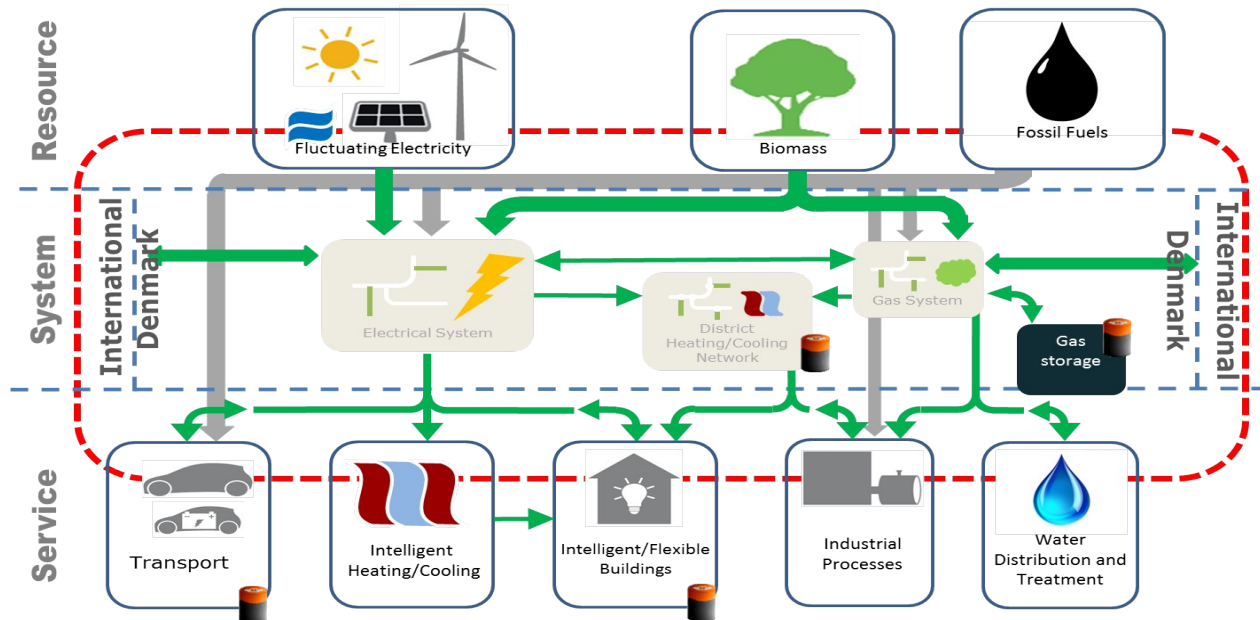 Resource
Fluctuating Electricity
Biomass
Fossil Fuels
System
International
Denmark
Electrical System
District
Heating/Cooling
Network
Gas System
Gas
storage
Denmark
International
Service
Transport
Intelligent
Heating/Cooling
Intelligent/Flexible
Buildings
Industrial
Processes
Water
Distribution and
Treatment